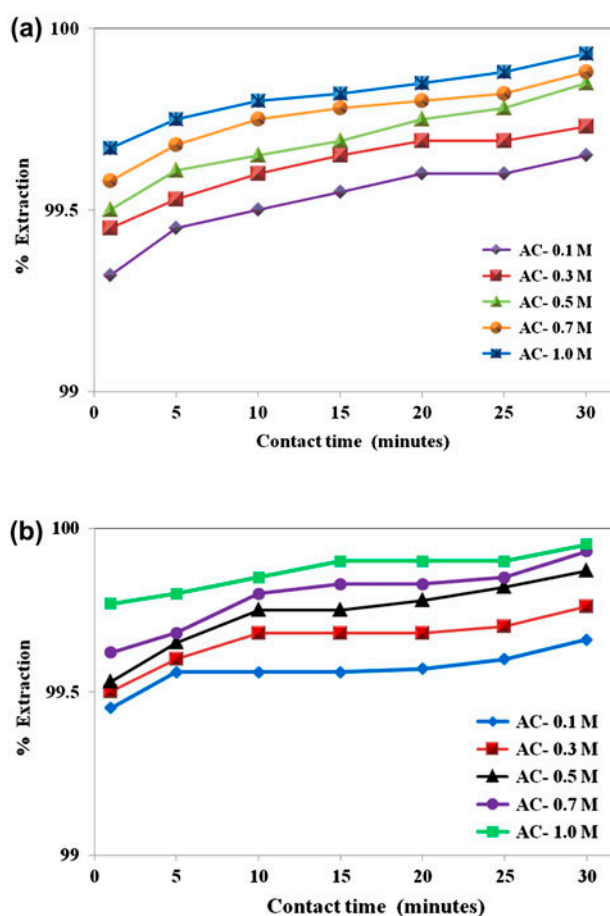 (a)
100
99.5
99
% Extraction
AC- 0.1 M
AC- 0.3 M
AC- 0.5 M
AC- 0.7 M
AC- 1.0 M
0 5 10 15 20 25 30
Contact time (minutes)
(b)
100
99.5
99
% Extraction
AC- 0.1 M
AC- 0.3 M
AC- 0.5 M
AC- 0.7 M
AC- 1.0 M
0 5 10 15 20 25 30
Contact time (minutes)